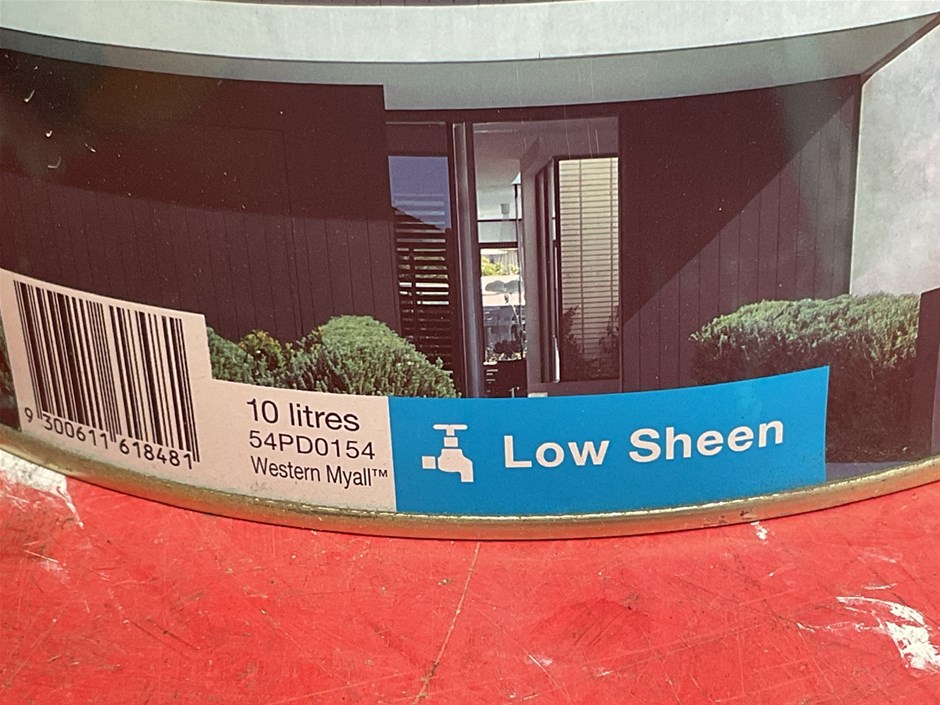 9 300611 618481
10 litres
54PD0154
Western Myall™
Low Sheen